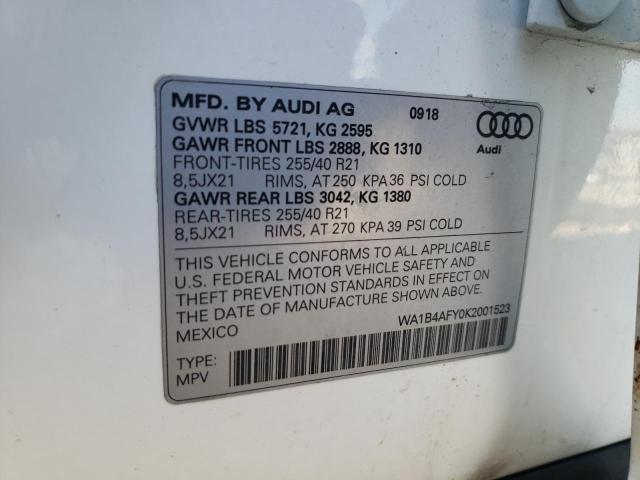 MFD. BY AUDI AG 0918
GVWR LBS 5721, KG 2595
GAWR FRONT LBS 2888, KG 1310
FRONT-TIRES 255/40 R21
8,5JX21 RIMS, AT 250 KPA 36 PSI COLD
GAWR REAR LBS 3042, KG 1380
REAR-TIRES 255/40 R21
8,5JX21 RIMS, AT 270 KPA 39 PSI COLD
Audi
THIS VEHICLE CONFORMS TO ALL APPLICABLE
U.S. FEDERAL MOTOR VEHICLE SAFETY AND
THEFT PREVENTION STANDARDS IN EFFECT ON
THE DATE OF MANUFACTURE SHOWN ABOVE.
MEXICO
WA1B4AFY0K2001523
TYPE:
MPV